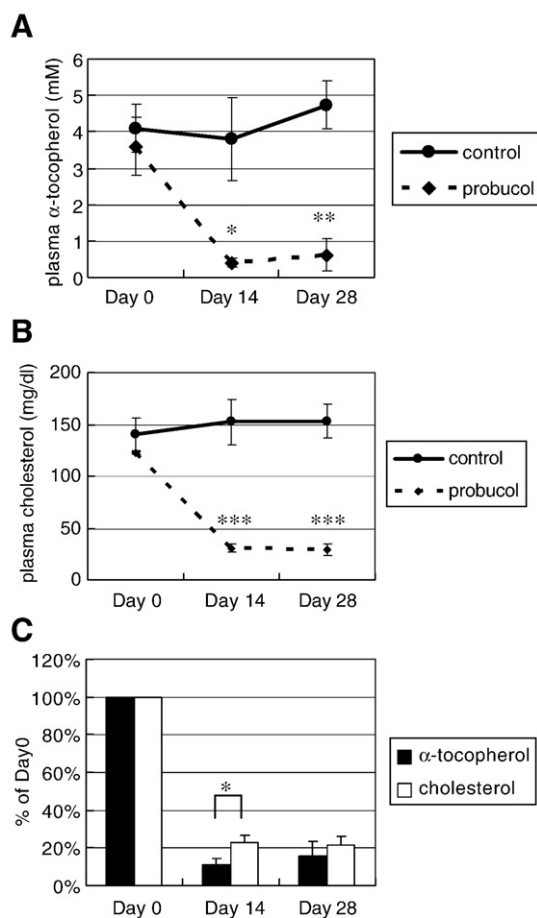 A
plasma α-tocopherol (mM)
6
5
4
3
2
1
0
*
**
Day 0 Day 14 Day 28
control
probucol
B
plasma cholesterol (mg/dl)
200
150
100
50
0
*** ***
Day 0 Day 14 Day 28
control
probucol
C
% of Day0
120%
100%
80%
60%
40%
20%
0%
*
Day 0 Day 14 Day 28
α-tocopherol
cholesterol